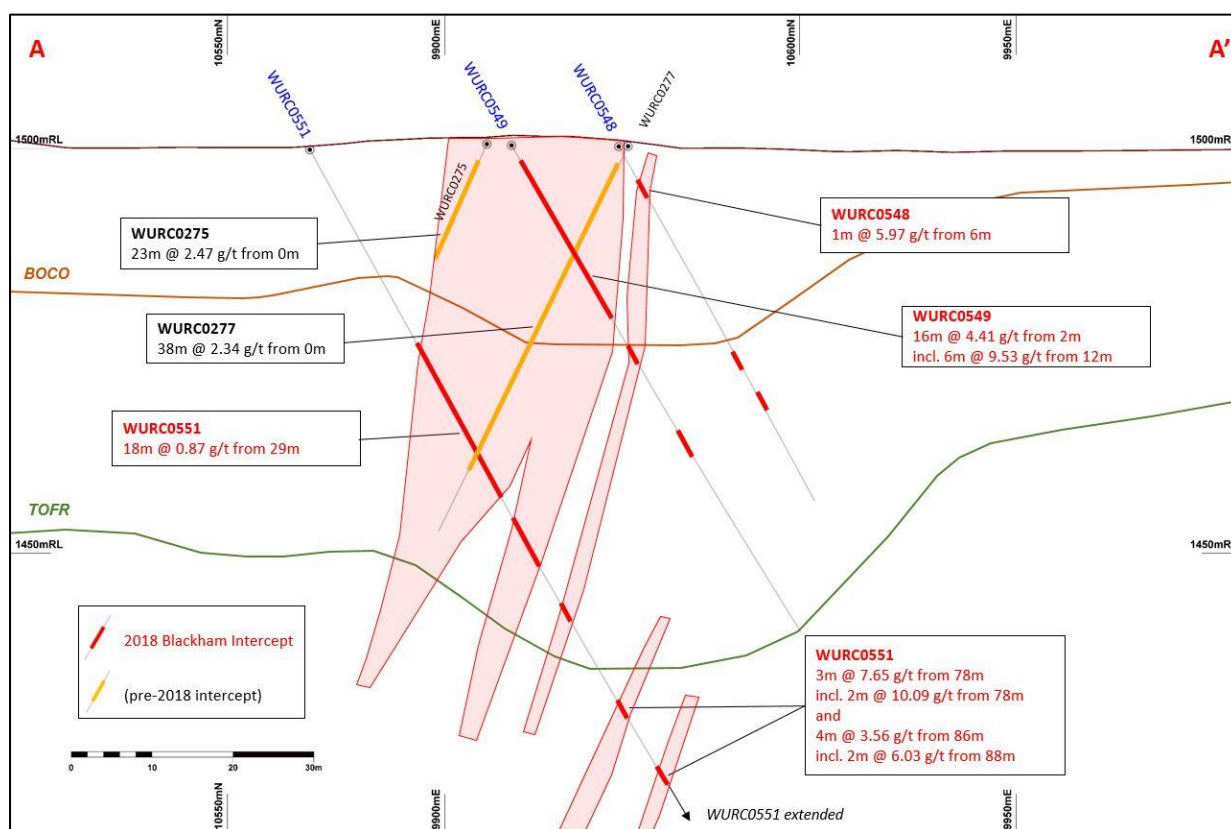 A
10550mN
9900mE
10600mN
9950mE
A'
WURC0551
WURC0549
WURC0548
WURC0277
1500mRL
1500mRL
WURC0275
WURC0548
1m @ 5.97 g/t from 6m
WURC0275
23m @ 2.47 g/t from 0m
BOCO
WURC0549
16m @ 4.41 g/t from 2m
incl. 6m @ 9.53 g/t from 12m
WURC0277
38m @ 2.34 g/t from 0m
WURC0551
18m @ 0.87 g/t from 29m
TOFR
1450mRL
1450mRL
2018 Blackham Intercept
(pre-2018 intercept)
WURC0551
3m @ 7.65 g/t from 78m
incl. 2m @ 10.09 g/t from 78m
and
4m @ 3.56 g/t from 86m
incl. 2m @ 6.03 g/t from 88m
0 10 20 30m
WURC0551 extended
10550mN
9900mE
9950mE